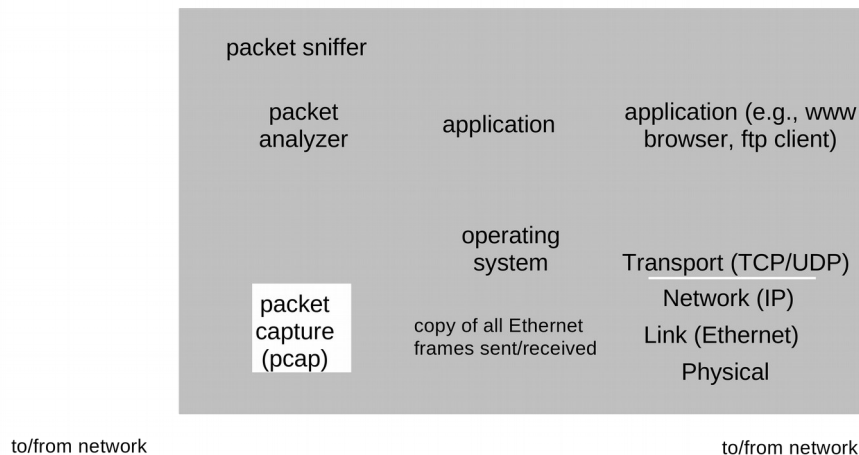 packet sniffer
packet
analyzer
application
application (e.g., www
browser, ftp client)
operating
system
Transport (TCP/UDP)
Network (IP)
Link (Ethernet)
Physical
packet
capture
(pcap)
copy of all Ethernet
frames sent/received
to/from network
to/from network